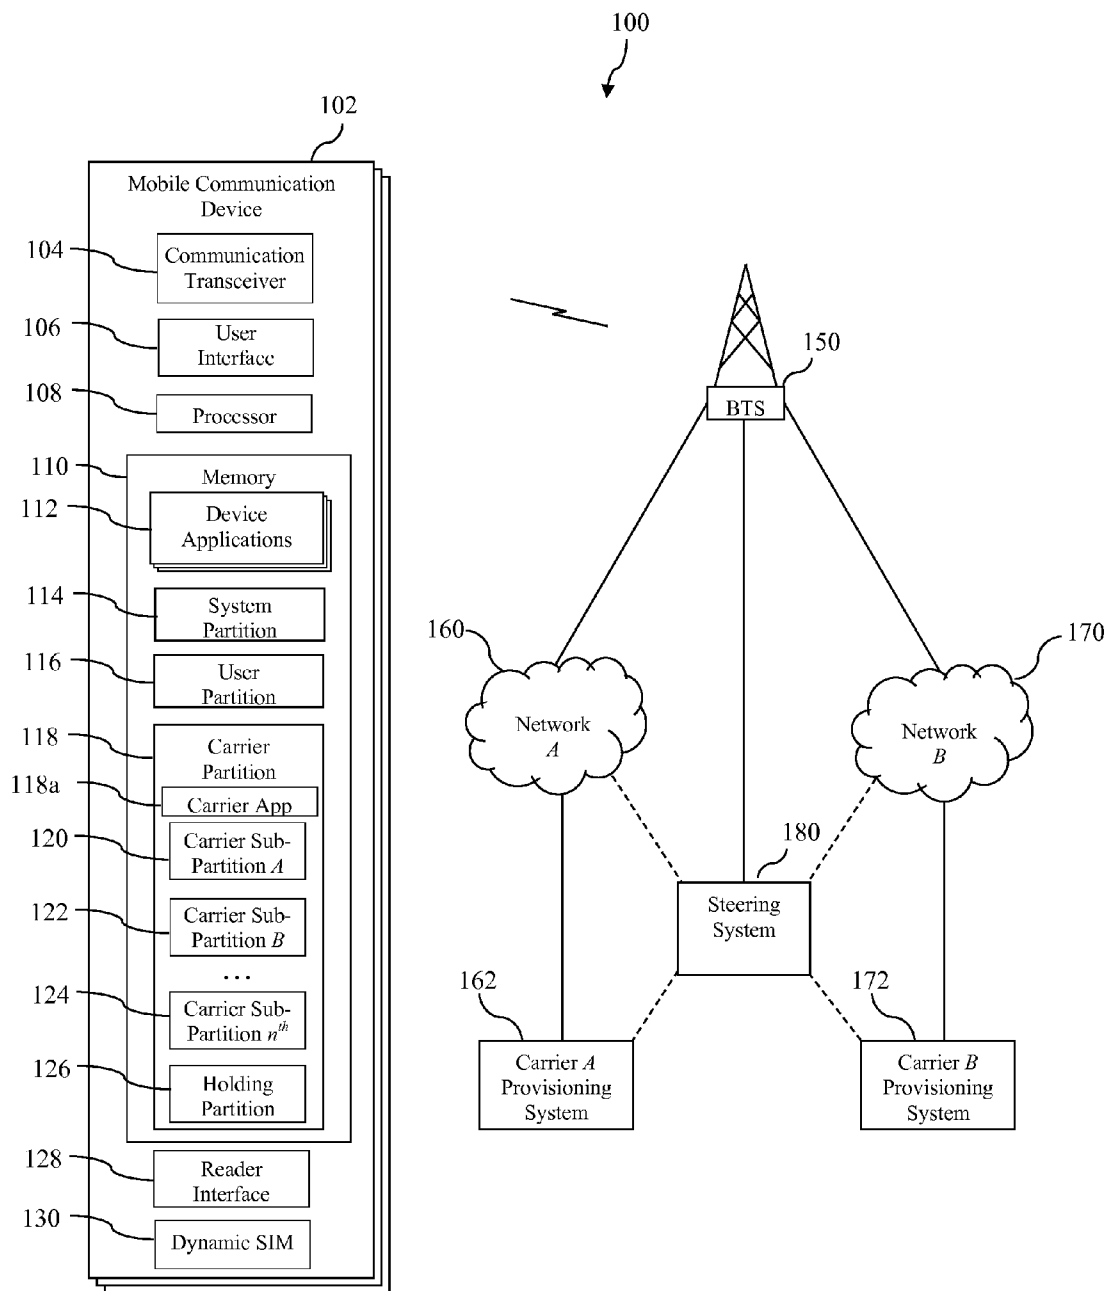 100
102
Mobile Communication
Device
104
Communication
Transceiver
106
User
Interface
108
Processor
110
Memory
112
Device
Applications
114
System
Partition
116
User
Partition
118
Carrier
Partition
118a
Carrier App
120
Carrier Sub-
Partition A
122
Carrier Sub-
Partition B
...
124
Carrier Sub-
Partition nth
126
Holding
Partition
128
Reader
Interface
130
Dynamic SIM
150
BTS
160
Network
A
170
Network
B
180
Steering
System
162
Carrier A
Provisioning
System
172
Carrier B
Provisioning
System